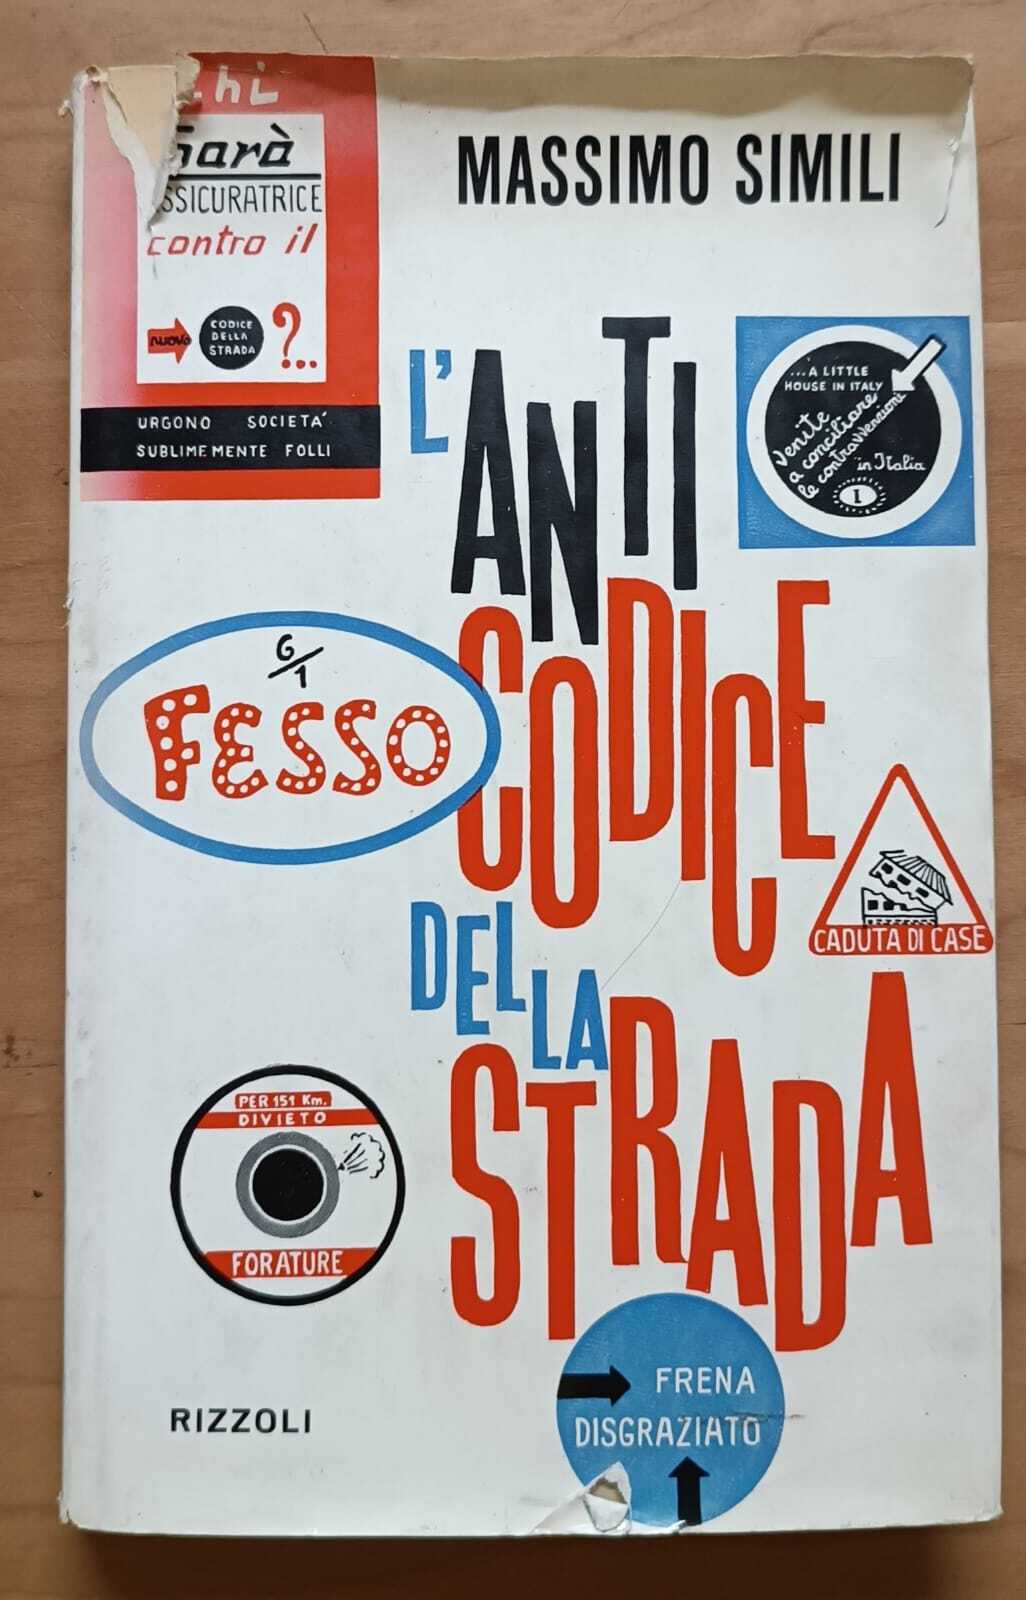 Chi
Sarà
ASSICURATRICE
contro il
nuovo
CODICE
DELLA
STRADA
?...
URGONO SOCIETÀ
SUBLIMEMENTE FOLLI
MASSIMO SIMILI
L'ANTI
CODICE
DELLA
STRADA
...A LITTLE
HOUSE IN ITALY
Venite
a conciliare
le contravvenzioni
in Italia
I
G/1
FESSO
CADUTA DI CASE
PER 151 Km.
DIVIETO
FORATURE
FRENA
DISGRAZIATO
RIZZOLI